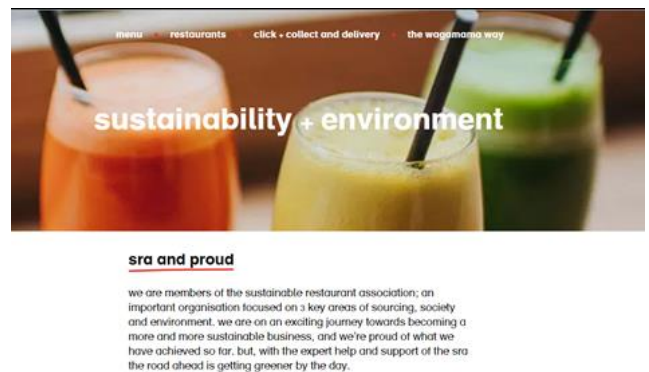 menu • restaurants • click + collect and delivery • the wagamama way
sustainability + environment
sra and proud
we are members of the sustainable restaurant association; an
important organisation focused on 3 key areas of sourcing, society
and environment. we are on an exciting journey towards becoming a
more and more sustainable business, and we're proud of what we
have achieved so far. but, with the expert help and support of the sra
the road ahead is getting greener by the day.